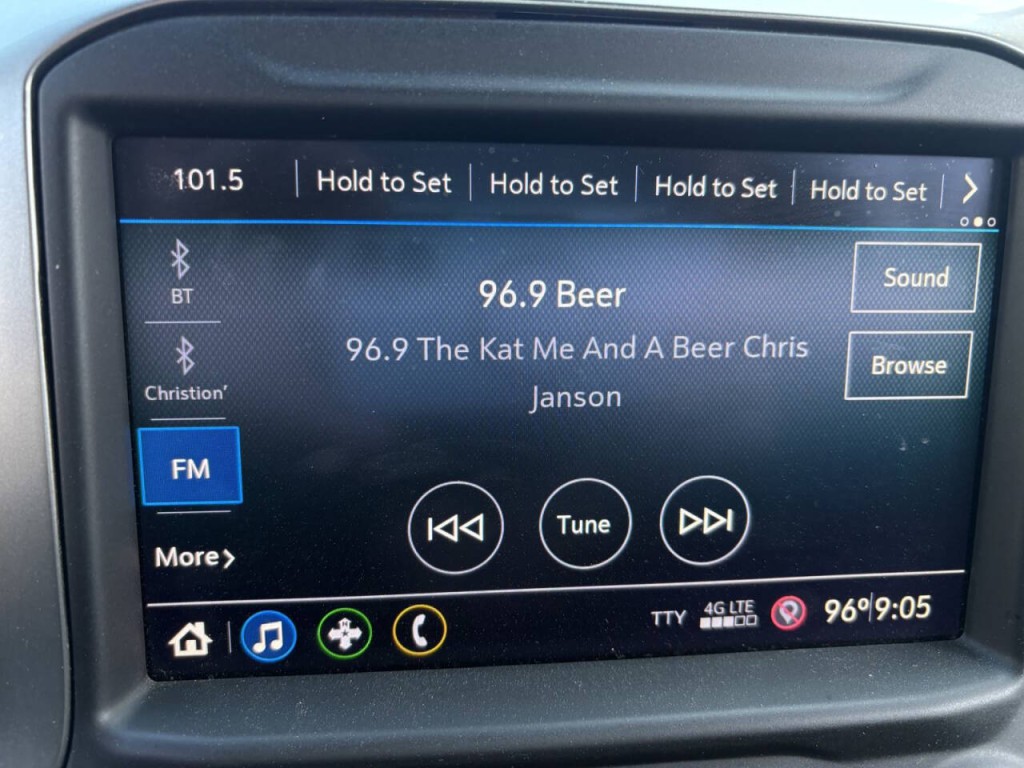 101.5 Hold to Set Hold to Set Hold to Set Hold to Set
BT
Christion'
FM
More
96.9 Beer
96.9 The Kat Me And A Beer Chris
Janson
Sound
Browse
Tune
TTY 4G LTE 96° 9:05